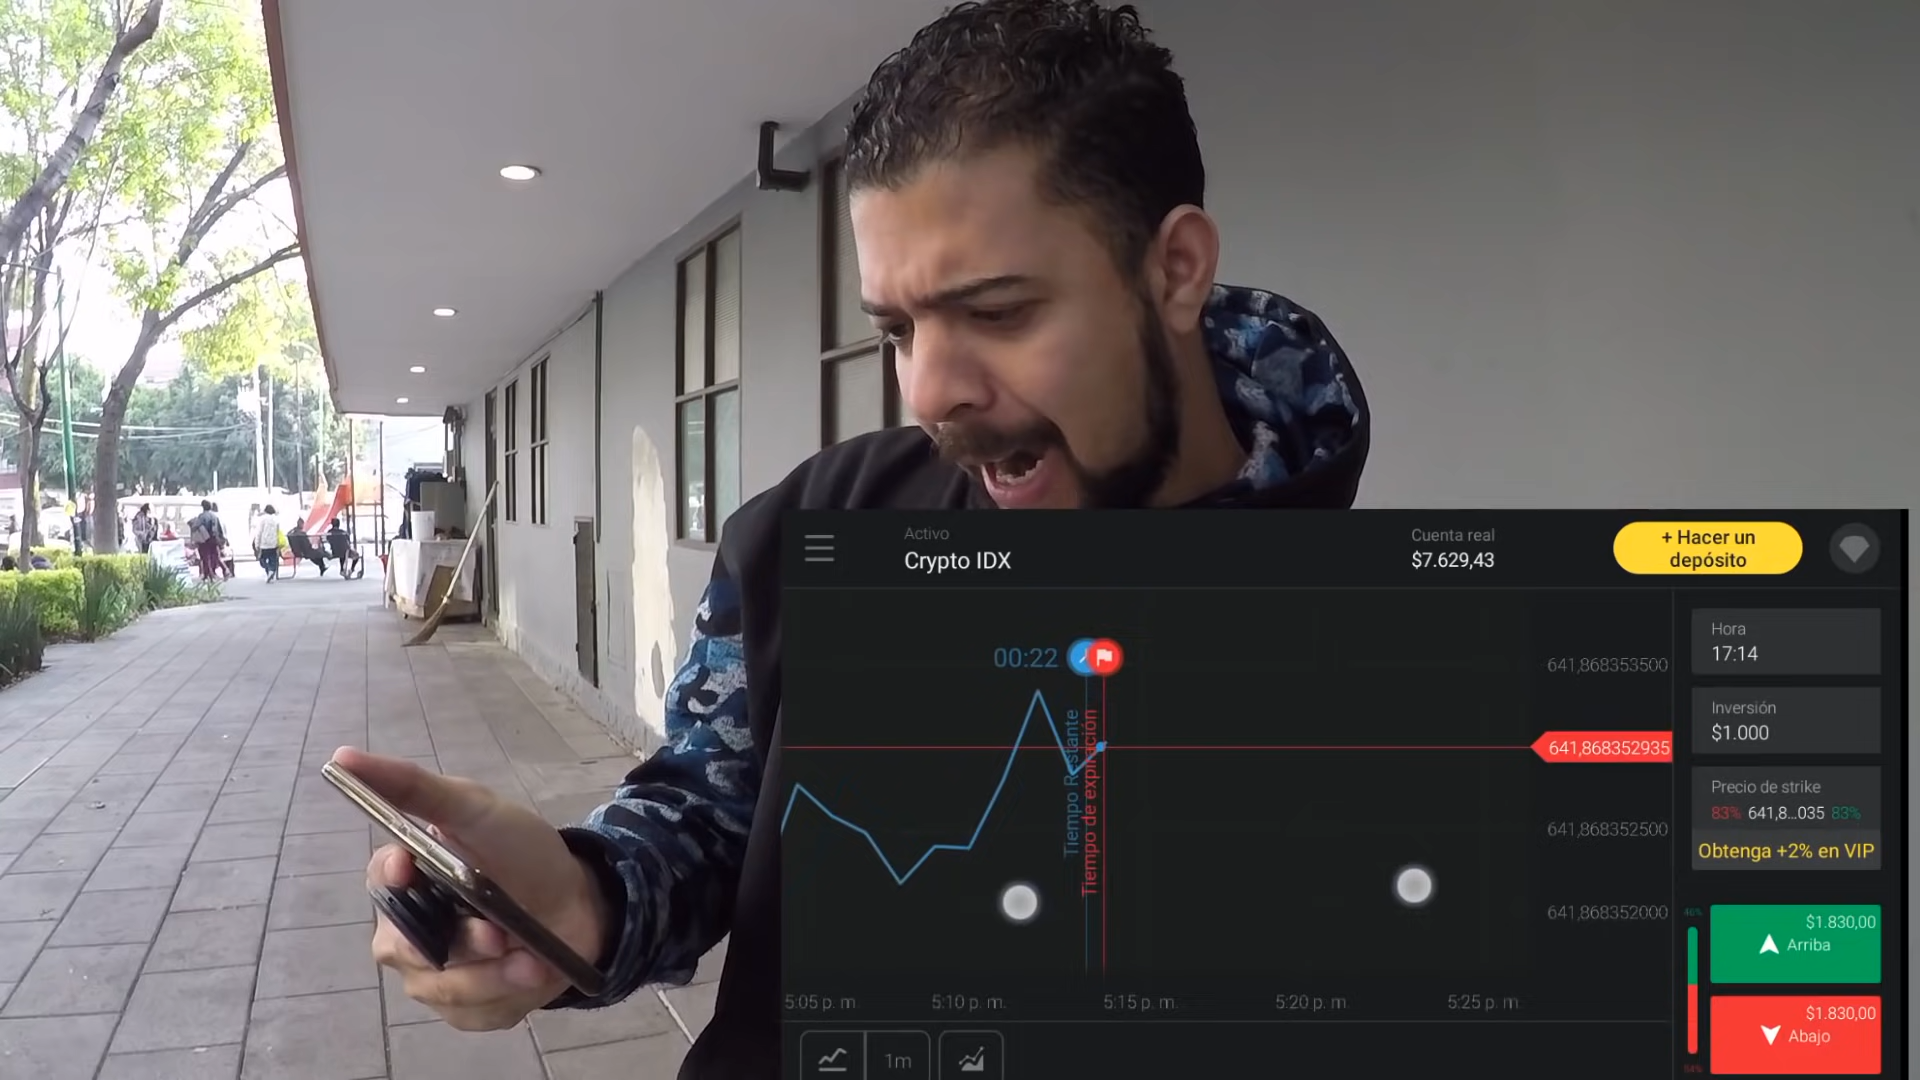 Activo
Crypto IDX
Cuenta real
$7.629,43
+ Hacer un
depósito
00:22
Tiempo Restante
Tiempo de expiración
641,868353500
641,868352935
641,868352500
641,868352000
Hora
17:14
Inversión
$1.000
Precio de strike
83% 641,8...035 83%
Obtenga +2% en VIP
46%
$1.830,00
Arriba
$1.830,00
Abajo
54%
5:05 p. m.
5:10 p. m.
5:15 p. m.
5:20 p. m.
5:25 p. m.
1m